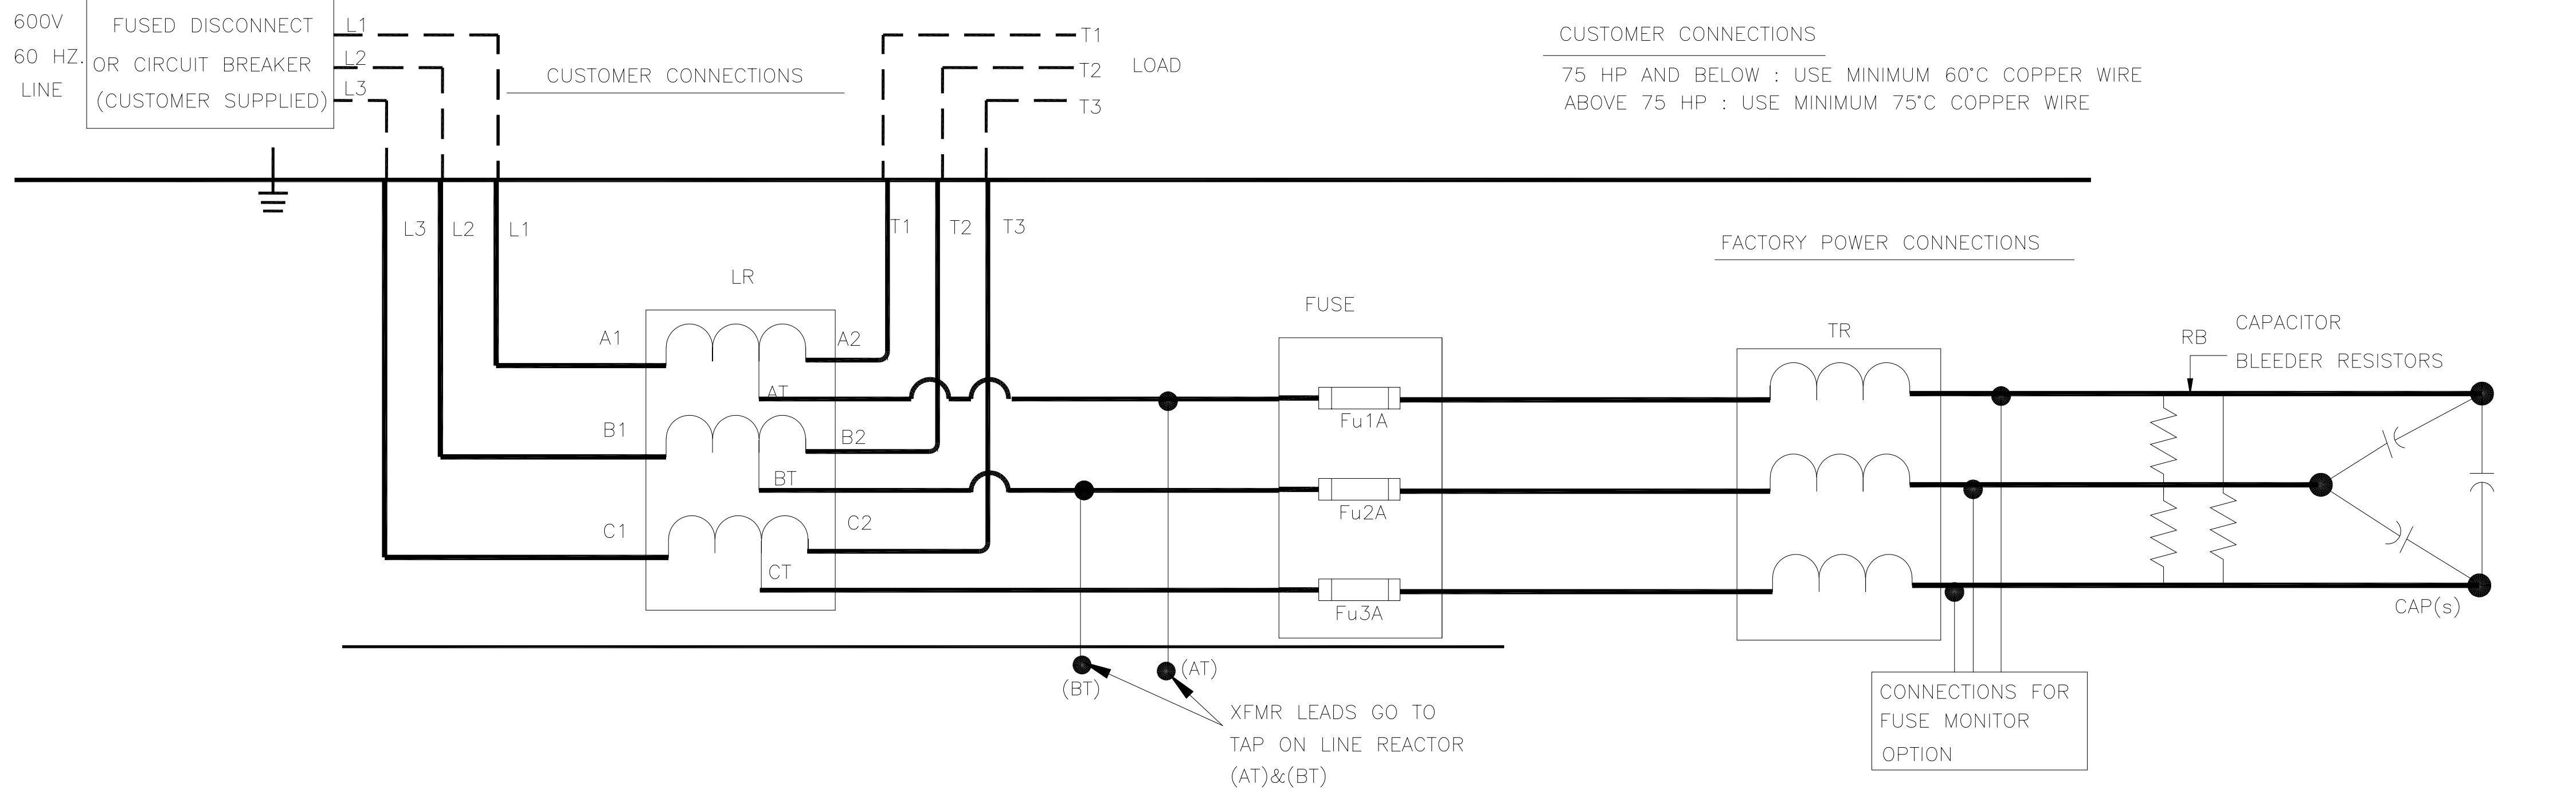 600V
60 HZ.
LINE
FUSED DISCONNECT
OR CIRCUIT BREAKER
(CUSTOMER SUPPLIED)
L1
L2
L3
CUSTOMER CONNECTIONS
T1
T2
T3
LOAD
CUSTOMER CONNECTIONS
75 HP AND BELOW : USE MINIMUM 60°C COPPER WIRE
ABOVE 75 HP : USE MINIMUM 75°C COPPER WIRE
L3
L2
L1
T1
T2
T3
FACTORY POWER CONNECTIONS
LR
A1
A2
AT
B1
B2
BT
C1
C2
CT
FUSE
Fu1A
Fu2A
Fu3A
TR
RB
CAPACITOR
BLEEDER RESISTORS
CAP(s)
(BT)
(AT)
XFMR LEADS GO TO
TAP ON LINE REACTOR
(AT)&(BT)
CONNECTIONS FOR
FUSE MONITOR
OPTION